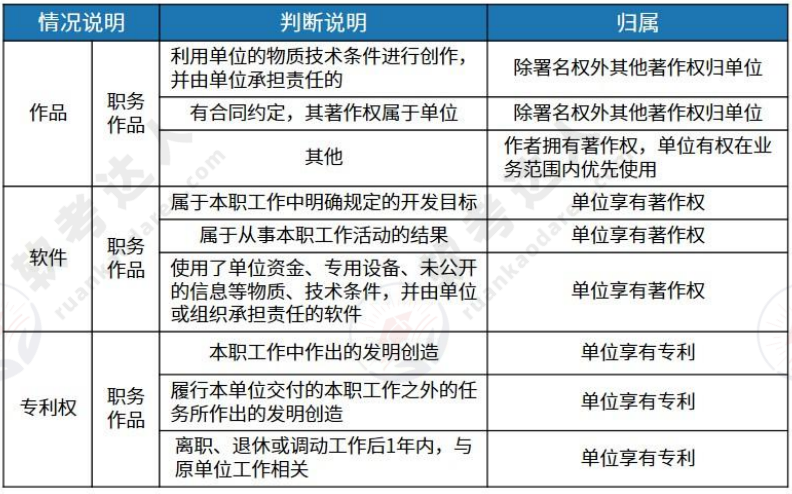 情况说明 判断说明 归属
作品
职务
作品
利用单位的物质技术条件进行创作，
并由单位承担责任的
除署名权外其他著作权归单位
有合同约定，其著作权属于单位
除署名权外其他著作权归单位
其他
作者拥有著作权，单位有权在业
务范围内优先使用
软件
职务
作品
属于本职工作中明确规定的开发目标
单位享有著作权
属于从事本职工作活动的结果
单位享有著作权
使用了单位资金、专用设备、未公开
的信息等物质、技术条件，并由单位
或组织承担责任的软件
单位享有著作权
专利权
职务
作品
本职工作中作出的发明创造
单位享有专利
履行本单位交付的本职工作之外的任
务所作出的发明创造
单位享有专利
离职、退休或调动工作后1年内，与
原单位工作相关
单位享有专利
软考达人
ruankaodaren.com
软考达人
ruankaodaren.com